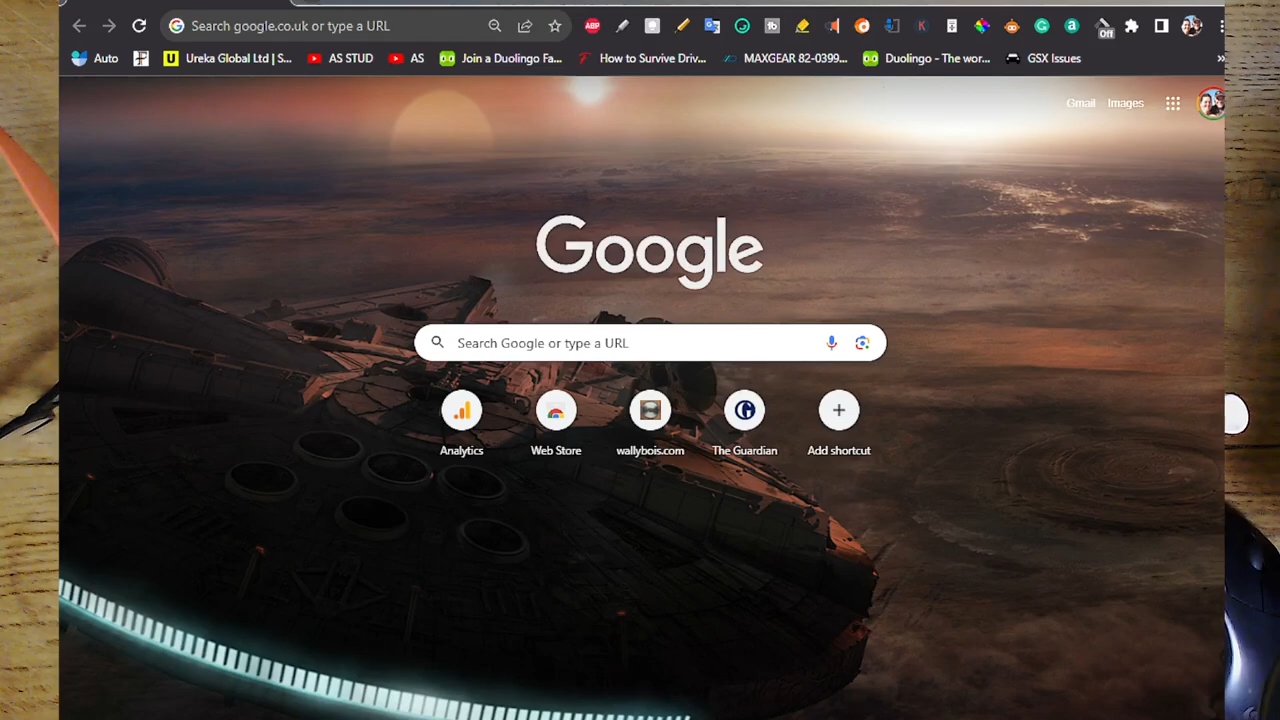 Search google.co.uk or type a URL
ABP
Off
Auto
Ureka Global Ltd | S...
AS STUD
AS
Join a Duolingo Fa...
How to Survive Driv...
MAXGEAR 82-0399...
Duolingo - The wor...
GSX Issues
»
Gmail
Images
Google
Search Google or type a URL
Analytics
Web Store
wallybois.com
The Guardian
Add shortcut